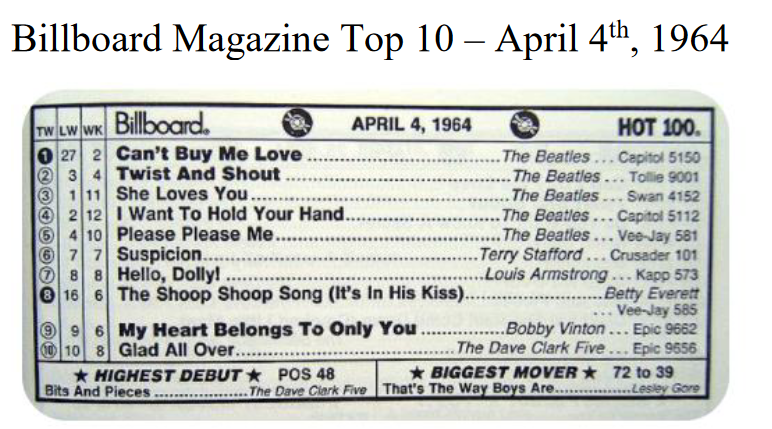 Billboard Magazine Top 10 – April 4th, 1964
TW LW WK Billboard. APRIL 4, 1964 HOT 100.
1 27 2 Can't Buy Me Love ..................................The Beatles ... Capitol 5150
2 3 4 Twist And Shout .......................................The Beatles ... Tollie 9001
3 1 11 She Loves You............................................The Beatles ... Swan 4152
4 2 12 I Want To Hold Your Hand..........................The Beatles ... Capitol 5112
5 4 10 Please Please Me.......................................The Beatles ... Vee-Jay 581
6 7 7 Suspicion...............................................Terry Stafford ... Crusader 101
7 8 8 Hello, Dolly! ............................................Louis Armstrong ... Kapp 573
8 16 6 The Shoop Shoop Song (It's In His Kiss).......................Betty Everett
... Vee-Jay 585
9 9 6 My Heart Belongs To Only You ..............Bobby Vinton ... Epic 9662
10 10 8 Glad All Over......................................The Dave Clark Five ... Epic 9656
★ HIGHEST DEBUT ★ POS 48
Bits And Pieces .................The Dave Clark Five
★ BIGGEST MOVER ★ 72 to 39
That's The Way Boys Are..............Lesley Gore